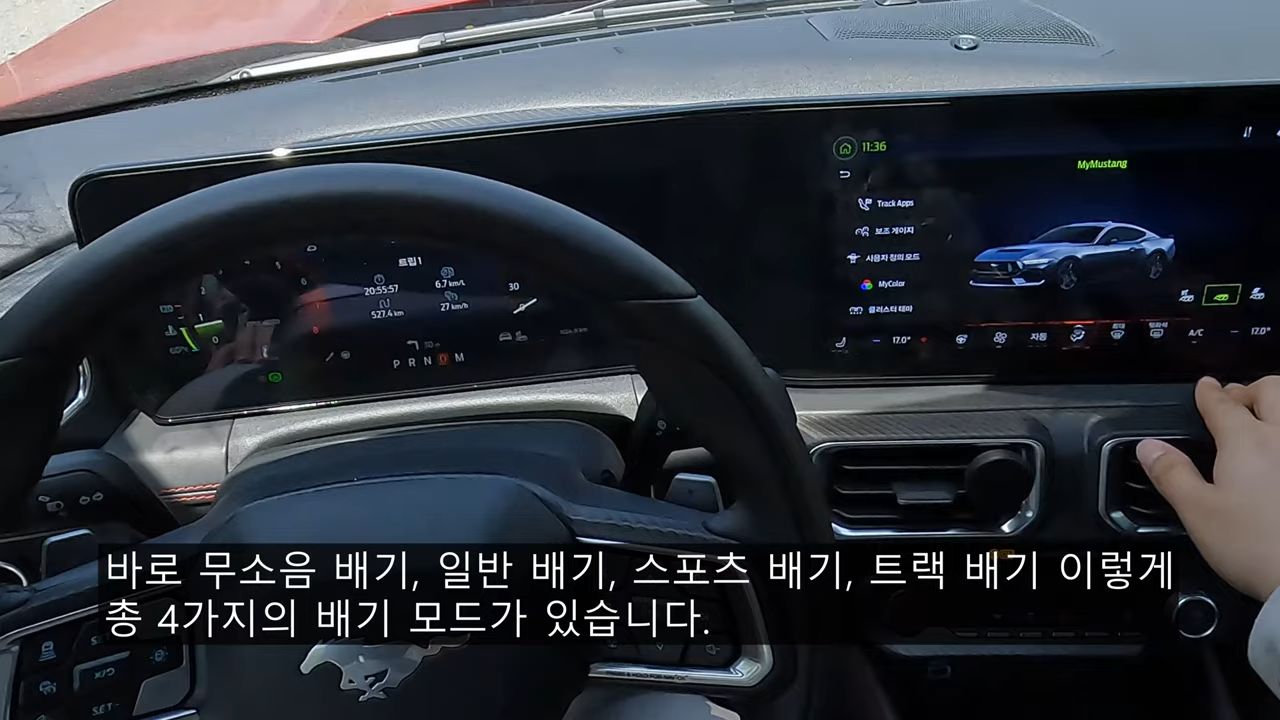 11:36
MyMustang
Track Apps
보조 게이지
사용자 정의 모드
MyColor
클러스터 테마
17.0°
자동
A/C
17.0°
트립 1
20:55:57
6.7 km/L
527.4 km
27 km/h
30
0
P R N D M
SET-
바로 무소음 배기, 일반 배기, 스포츠 배기, 트랙 배기 이렇게
총 4가지의 배기 모드가 있습니다.